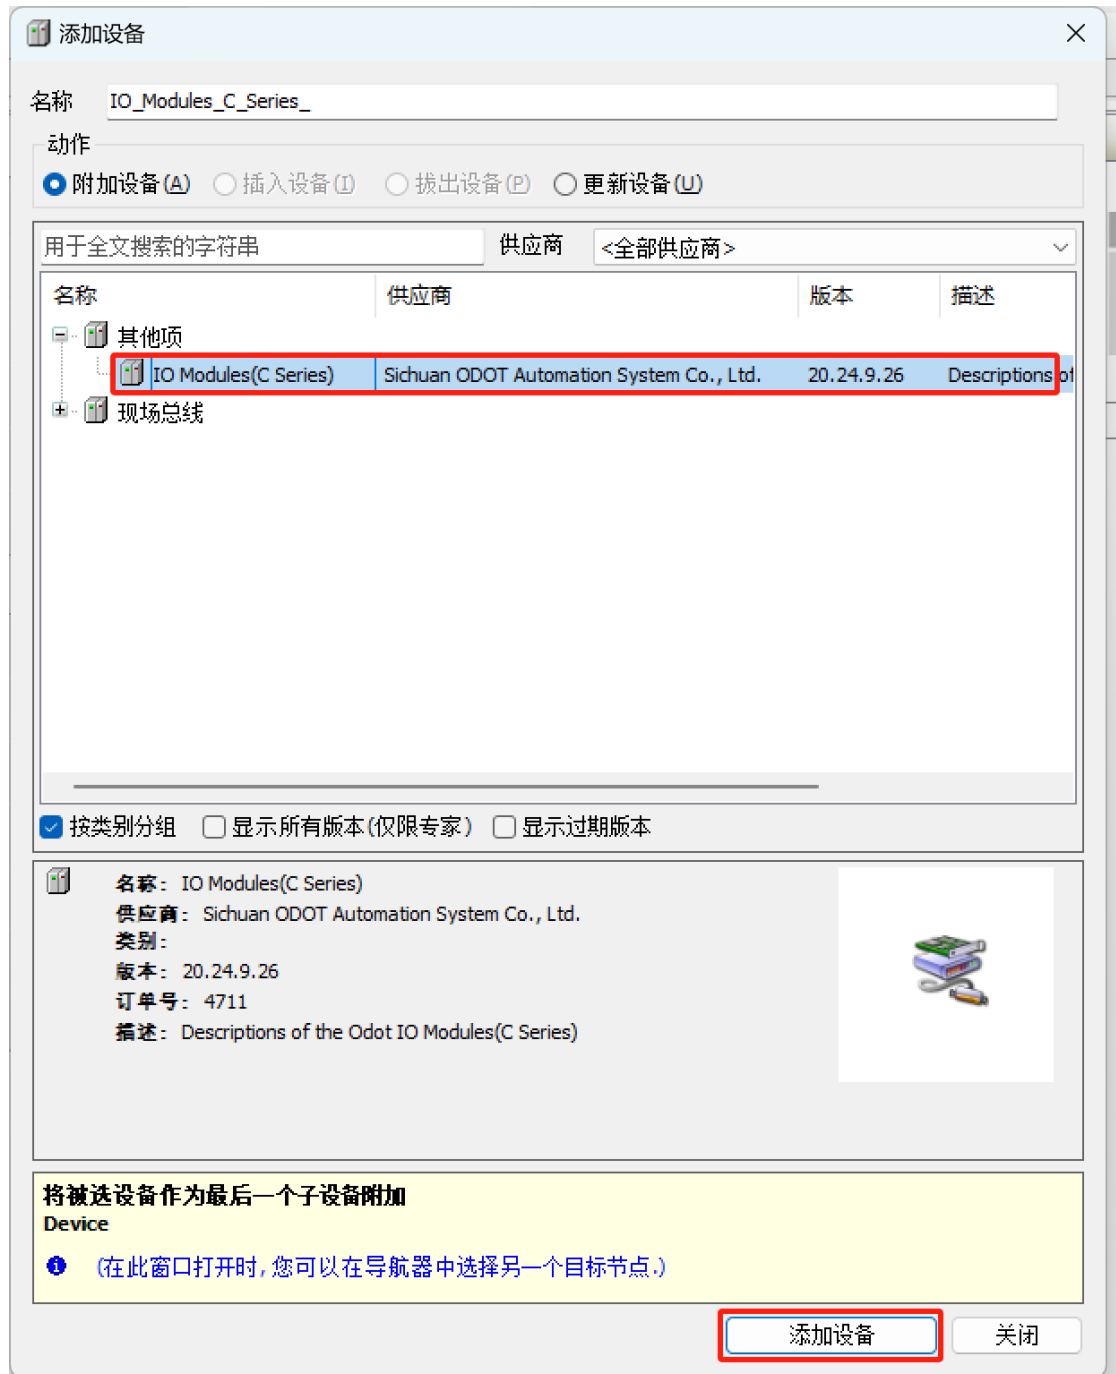 添加设备
名称 IO_Modules_C_Series_
动作
附加设备(A) 插入设备(I) 拔出设备(P) 更新设备(U)
用于全文搜索的字符串 供应商 <全部供应商>
名称 供应商 版本 描述
其他项
IO Modules(C Series) Sichuan ODOT Automation System Co., Ltd. 20.24.9.26 Descriptions of
现场总线
按类别分组 显示所有版本(仅限专家) 显示过期版本
名称: IO Modules(C Series)
供应商: Sichuan ODOT Automation System Co., Ltd.
类别:
版本: 20.24.9.26
订单号: 4711
描述: Descriptions of the Odot IO Modules(C Series)
将被选设备作为最后一个子设备附加
Device
(在此窗口打开时,您可以在导航器中选择另一个目标节点.)
添加设备 关闭